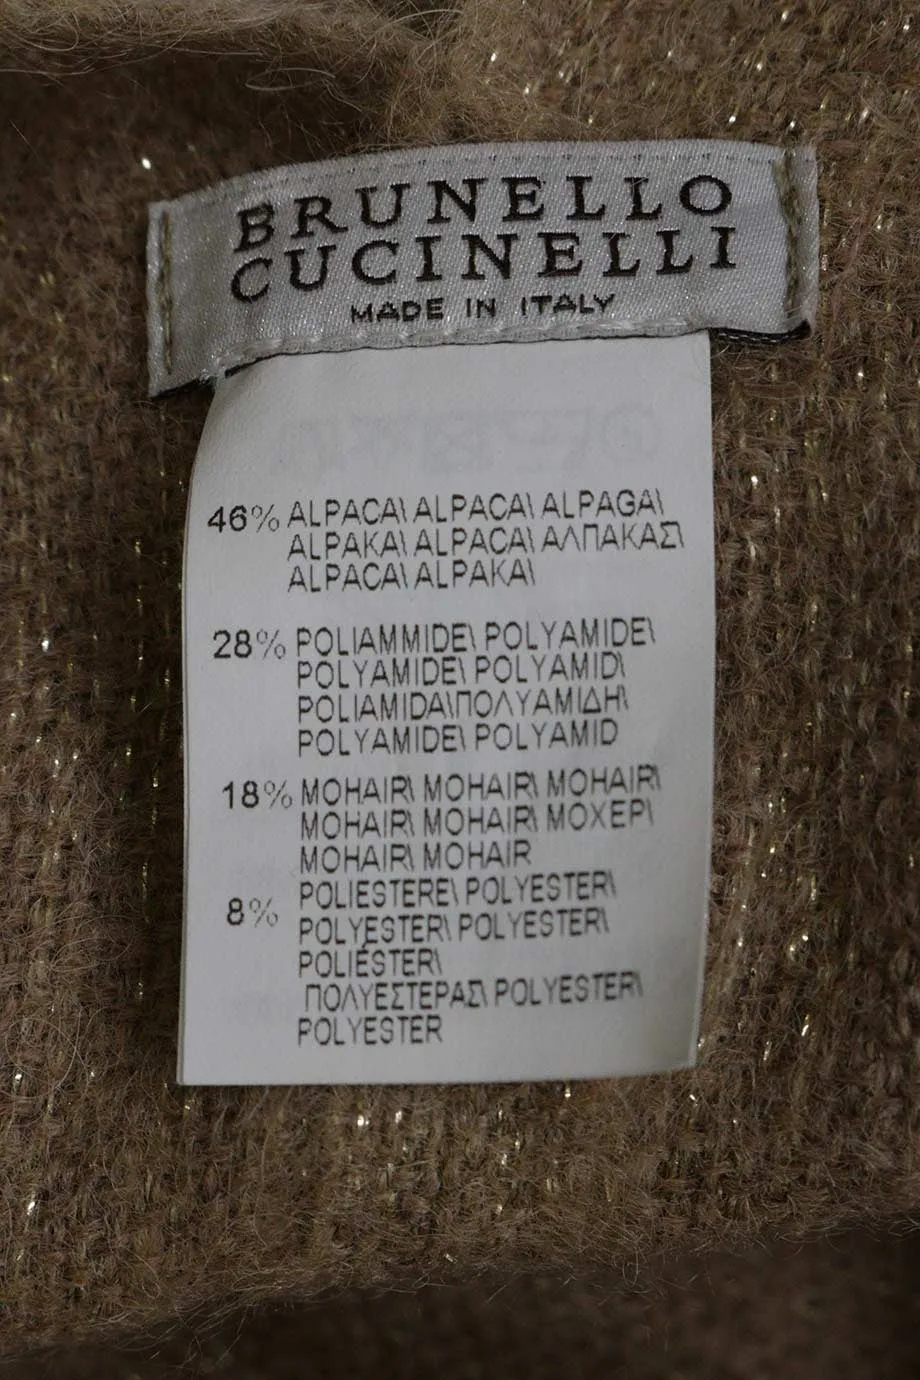 BRUNELLO
CUCINELLI
MADE IN ITALY
46% ALPACA\ ALPACA\ ALPAGA\
ALPAKA\ ALPACA\ ΑΛΠΑΚΑΣ\
ALPACA\ ALPAKA\
28% POLIAMMIDE\ POLYAMIDE\
POLYAMIDE\ POLYAMID\
POLIAMIDA\ΠΟΛΥΑΜΙΔΗ\
POLYAMIDE\ POLYAMID
18% MOHAIR\ MOHAIR\ MOHAIR\
MOHAIR\ MOHAIR\ ΜΟΧΕΡ\
MOHAIR\ MOHAIR
8% POLIESTERE\ POLYESTER\
POLYESTER\ POLYESTER\
POLIÉSTER\
ΠΟΛΥΕΣΤΕΡΑΣ\ POLYESTER\
POLYESTER